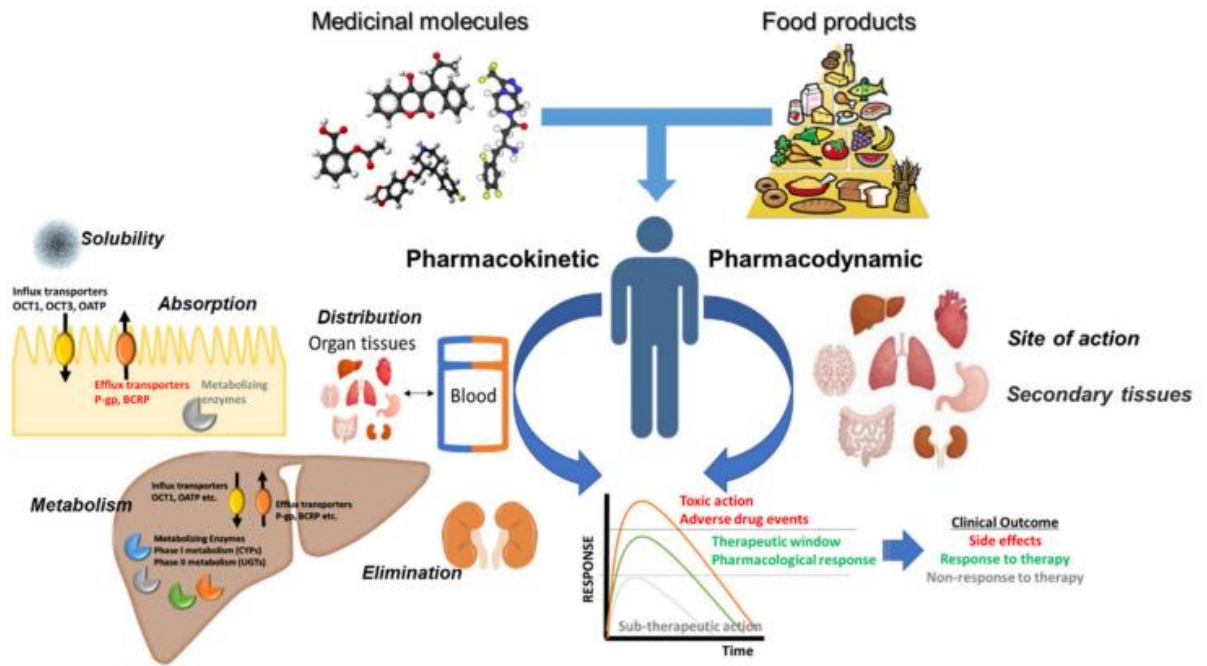 Medicinal molecules
Food products
Pharmacokinetic
Pharmacodynamic
Solubility
Influx transporters
OCT1, OCT3, OATP
Absorption
Efflux transporters
P-gp, BCRP
Metabolizing
enzymes
Distribution
Organ tissues
Blood
Site of action
Secondary tissues
Metabolism
Influx transporters
OCT1, OATP etc.
Efflux transporters
P-gp, BCRP etc.
Metabolizing Enzymes
Phase I metabolism (CYPs)
Phase II metabolism (UGTs)
Elimination
RESPONSE
Toxic action
Adverse drug events
Therapeutic window
Pharmacological response
Sub-therapeutic action
Time
Clinical Outcome
Side effects
Response to therapy
Non-response to therapy